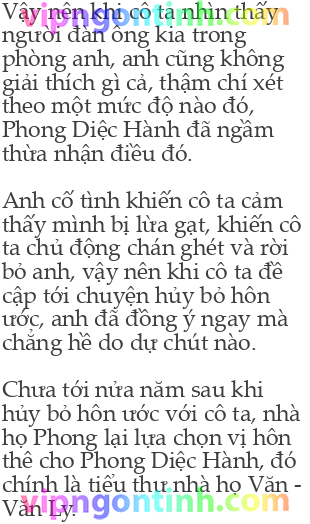 Vậy nên khi cô ta nhìn thấy
người đàn ông kia trong
phòng anh, anh cũng không
giải thích gì cả, thậm chí xét
theo một mức độ nào đó,
Phong Diệc Hành đã ngầm
thừa nhận điều đó.
Anh cố tình khiến cô ta cảm
thấy mình bị lừa gạt, khiến cô
ta chủ động chán ghét và rời
bỏ anh, vậy nên khi cô ta đề
cập tới chuyện hủy bỏ hôn
ước, anh đã đồng ý ngay mà
chẳng hề do dự chút nào.
Chưa tới nửa năm sau khi
hủy bỏ hôn ước với cô ta, nhà
họ Phong lại lựa chọn vị hôn
thê cho Phong Diệc Hành, đó
chính là tiểu thư nhà họ Văn -
Văn Ly.
vipngontinh.com
vipngontinh.com